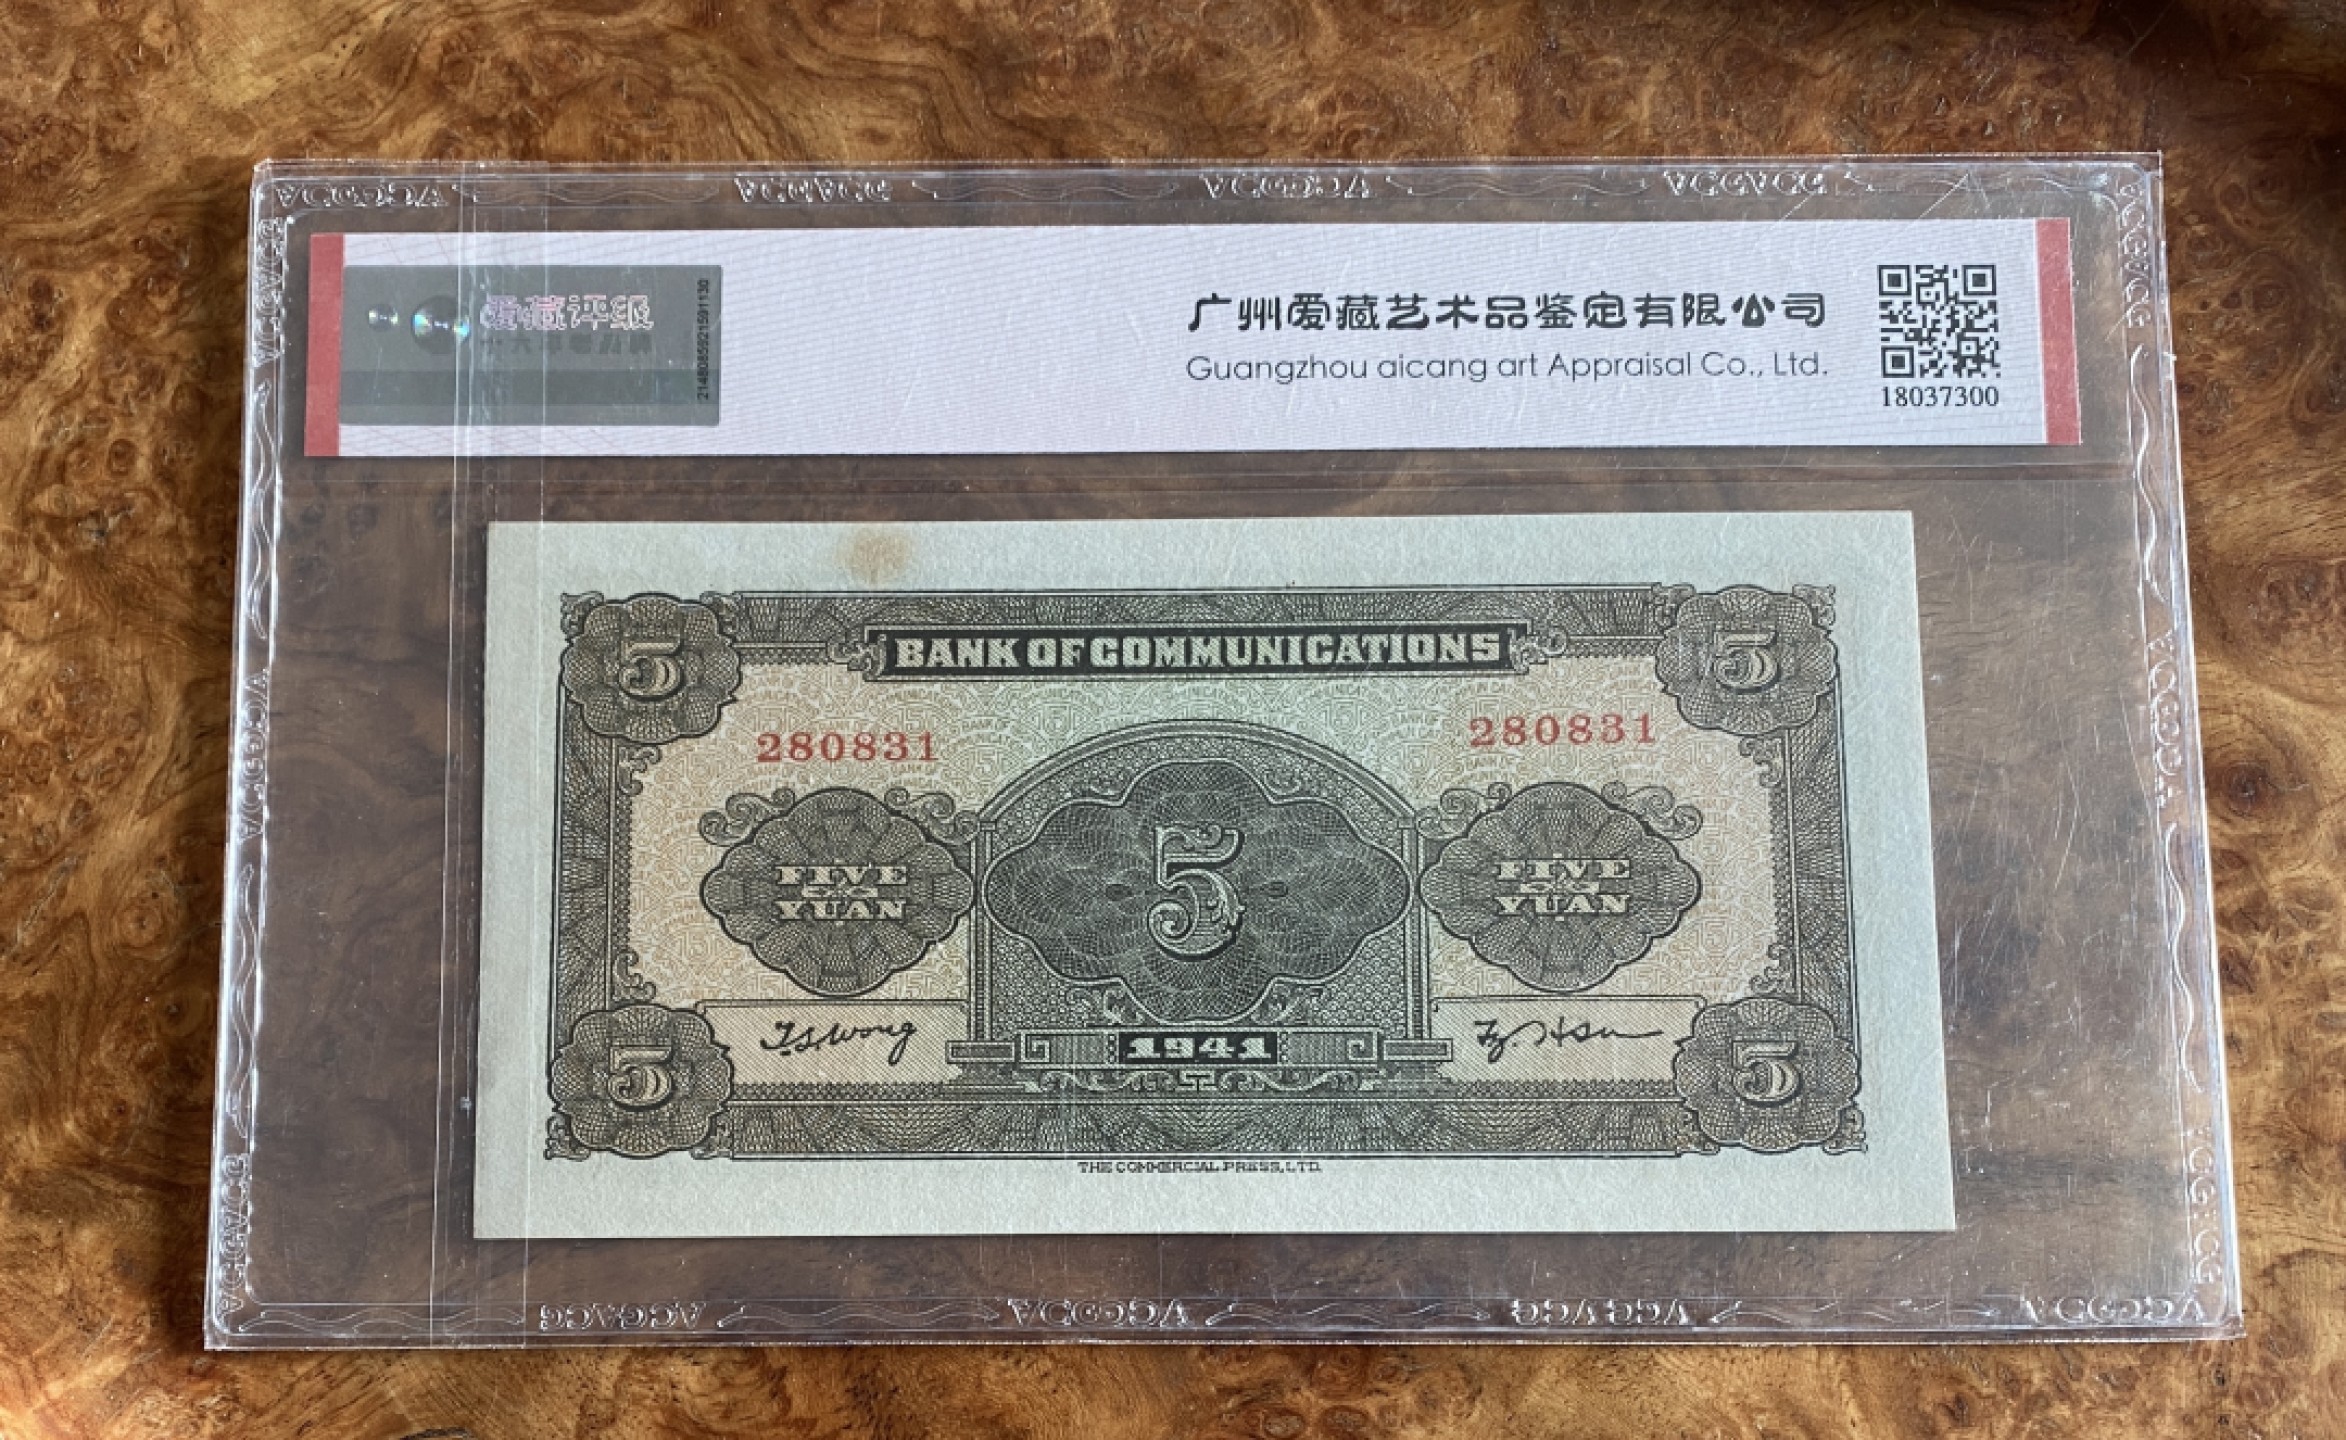 爱藏评级
21480859921591130
广州爱藏艺术品鉴定有限公司
Guangzhou aicang art Appraisal Co., Ltd.
18037300
5
BANK OF COMMUNICATIONS
5
280831
280831
FIVE
YUAN
5
FIVE
YUAN
T.S.Wong
1941
5
5
THE COMMERCIAL PRESS, LTD.